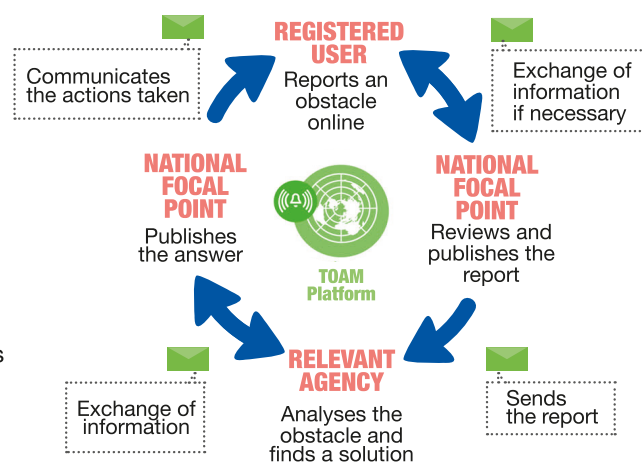 REGISTERED
USER
Reports an
obstacle
online
Communicates
the actions taken
Exchange of
information
if necessary
NATIONAL
FOCAL
POINT
Publishes
the answer
NATIONAL
FOCAL
POINT
Reviews and
publishes the
report
TOAM
Platform
s
RELEVANT
AGENCY
Analyses the
obstacle and
finds a solution
Exchange of
information
Sends
the report